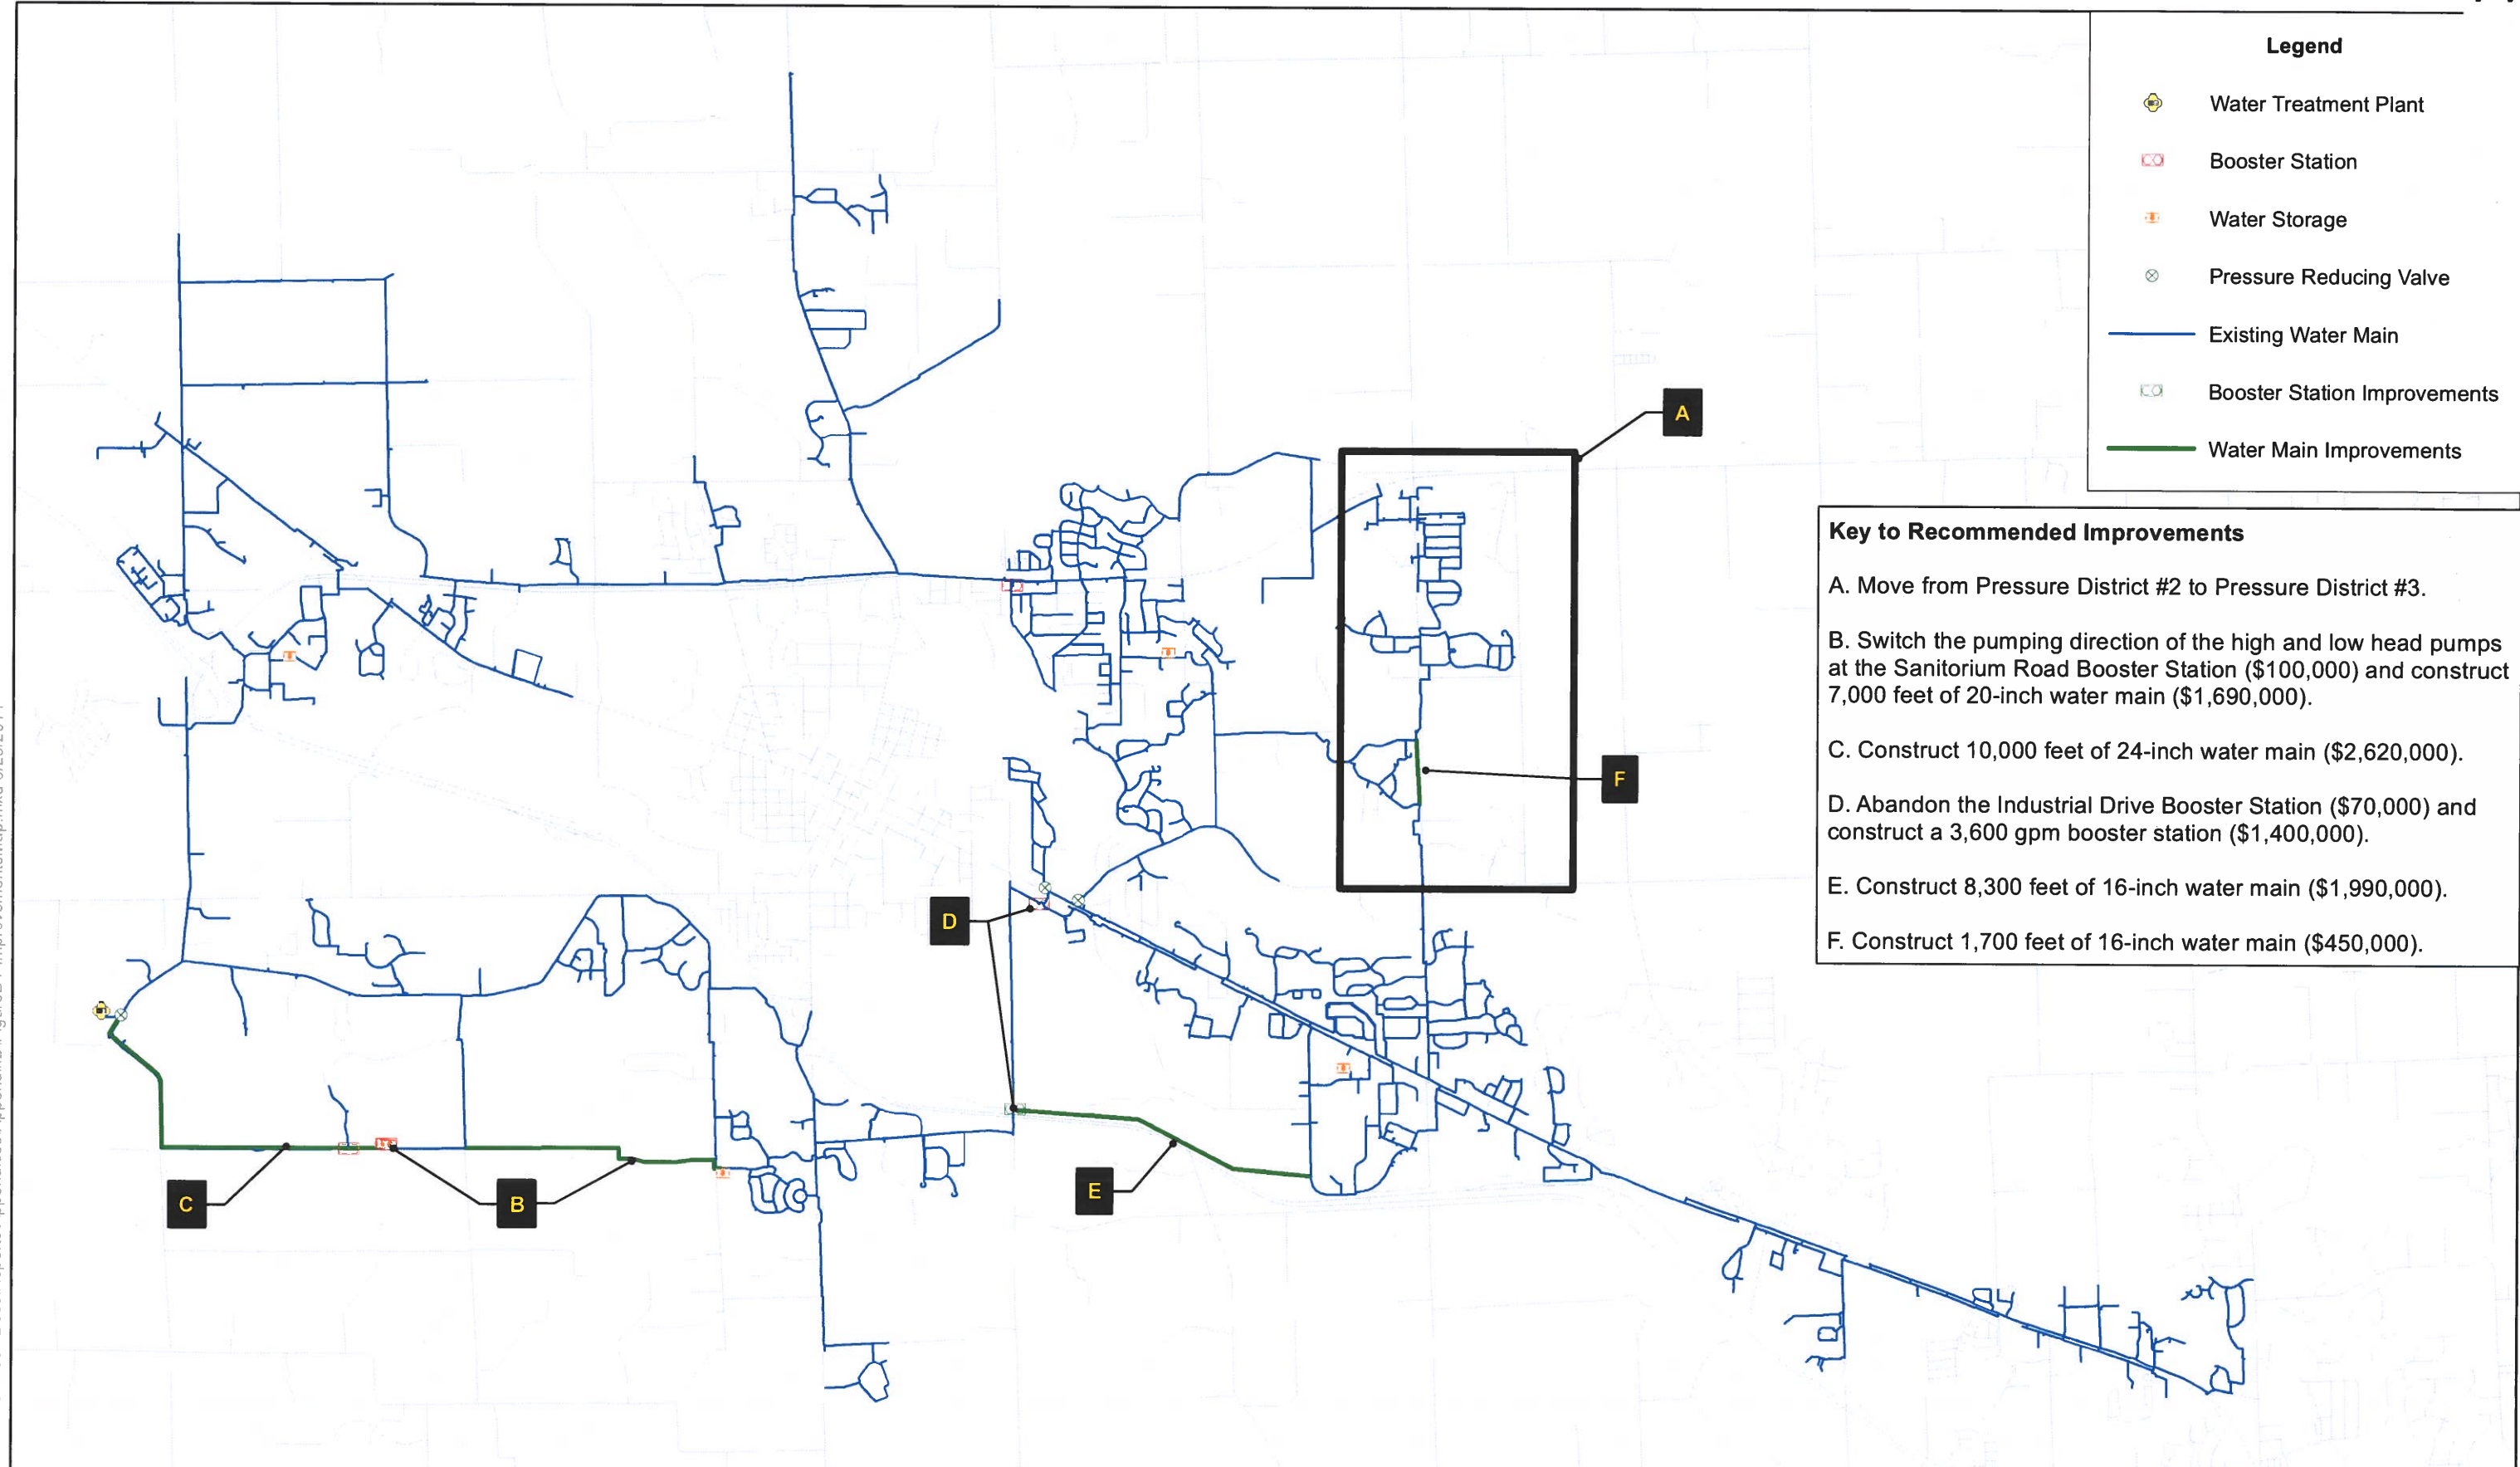 Legend
Water Treatment Plant
Booster Station
Water Storage
Pressure Reducing Valve
Existing Water Main
Booster Station Improvements
Water Main Improvements
Key to Recommended Improvements
A. Move from Pressure District #2 to Pressure District #3.
B. Switch the pumping direction of the high and low head pumps
at the Sanitorium Road Booster Station ($100,000) and construct
7,000 feet of 20-inch water main ($1,690,000).
C. Construct 10,000 feet of 24-inch water main ($2,620,000).
D. Abandon the Industrial Drive Booster Station ($70,000) and
construct a 3,600 gpm booster station ($1,400,000).
E. Construct 8,300 feet of 16-inch water main ($1,990,000).
F. Construct 1,700 feet of 16-inch water main ($450,000).
A
F
D
C
B
E